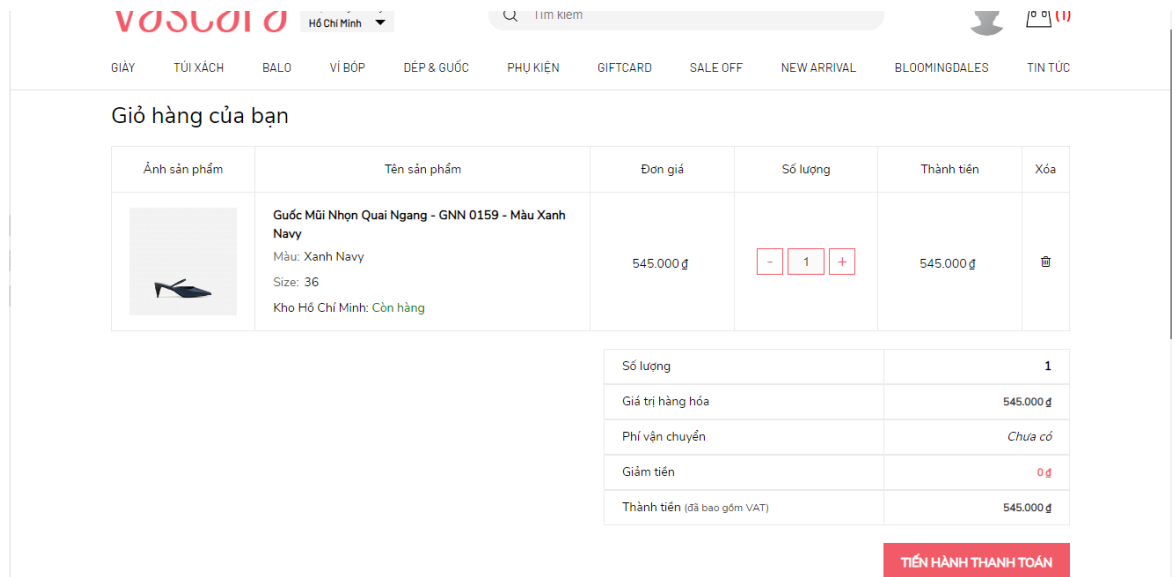 vascara
Hồ Chí Minh
Tìm kiếm
(1)
GIÀY TÚI XÁCH BALO VÍ BÓP DÉP & GUỐC PHỤ KIỆN GIFTCARD SALE OFF NEW ARRIVAL BLOOMINGDALES TIN TỨC
Giỏ hàng của bạn
Ảnh sản phẩm Tên sản phẩm Đơn giá Số lượng Thành tiền Xóa
Guốc Mũi Nhọn Quai Ngang - GNN 0159 - Màu Xanh
Navy
Màu: Xanh Navy
Size: 36
Kho Hồ Chí Minh: Còn hàng
545.000 ₫ - 1 + 545.000 ₫
Số lượng 1
Giá trị hàng hóa 545.000 ₫
Phí vận chuyển Chưa có
Giảm tiền 0 ₫
Thành tiền (đã bao gồm VAT) 545.000 ₫
TIẾN HÀNH THANH TOÁN